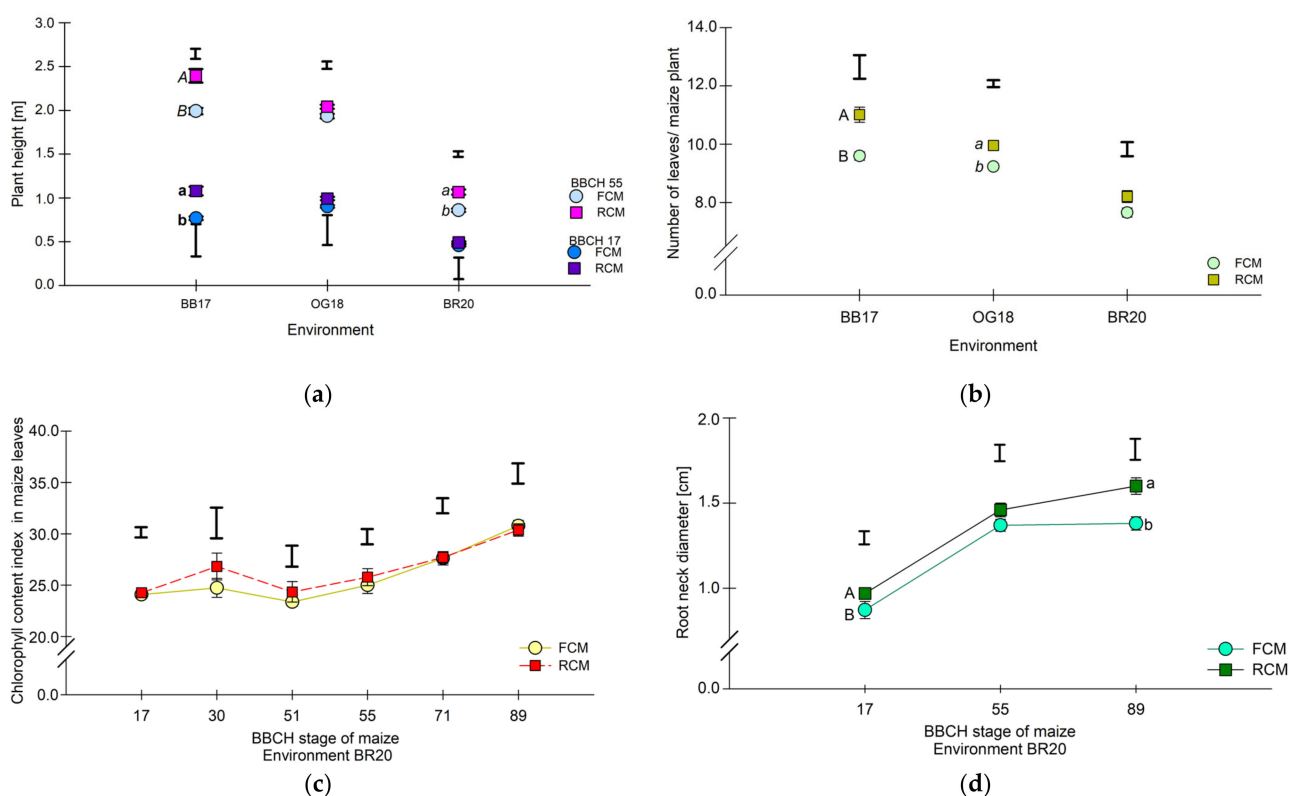 Plant height [m]
3.0
2.5
2.0
1.5
1.0
0.5
0.0
A
B
a
b
a
b
BBCH 55
FCM
RCM
BBCH 17
FCM
RCM
BB17 OG18 BR20
Environment
(a)
Number of leaves/ maize plant
14.0
12.0
10.0
8.0
0.0
A
B
a
b
FCM
RCM
BB17 OG18 BR20
Environment
(b)
Chlorophyll content index in maize leaves
40.0
35.0
30.0
25.0
20.0
0.0
FCM
RCM
17 30 51 55 71 89
BBCH stage of maize
Environment BR20
(c)
Root neck diameter [cm]
2.0
1.5
1.0
0.0
A
B
a
b
FCM
RCM
17 55 89
BBCH stage of maize
Environment BR20
(d)